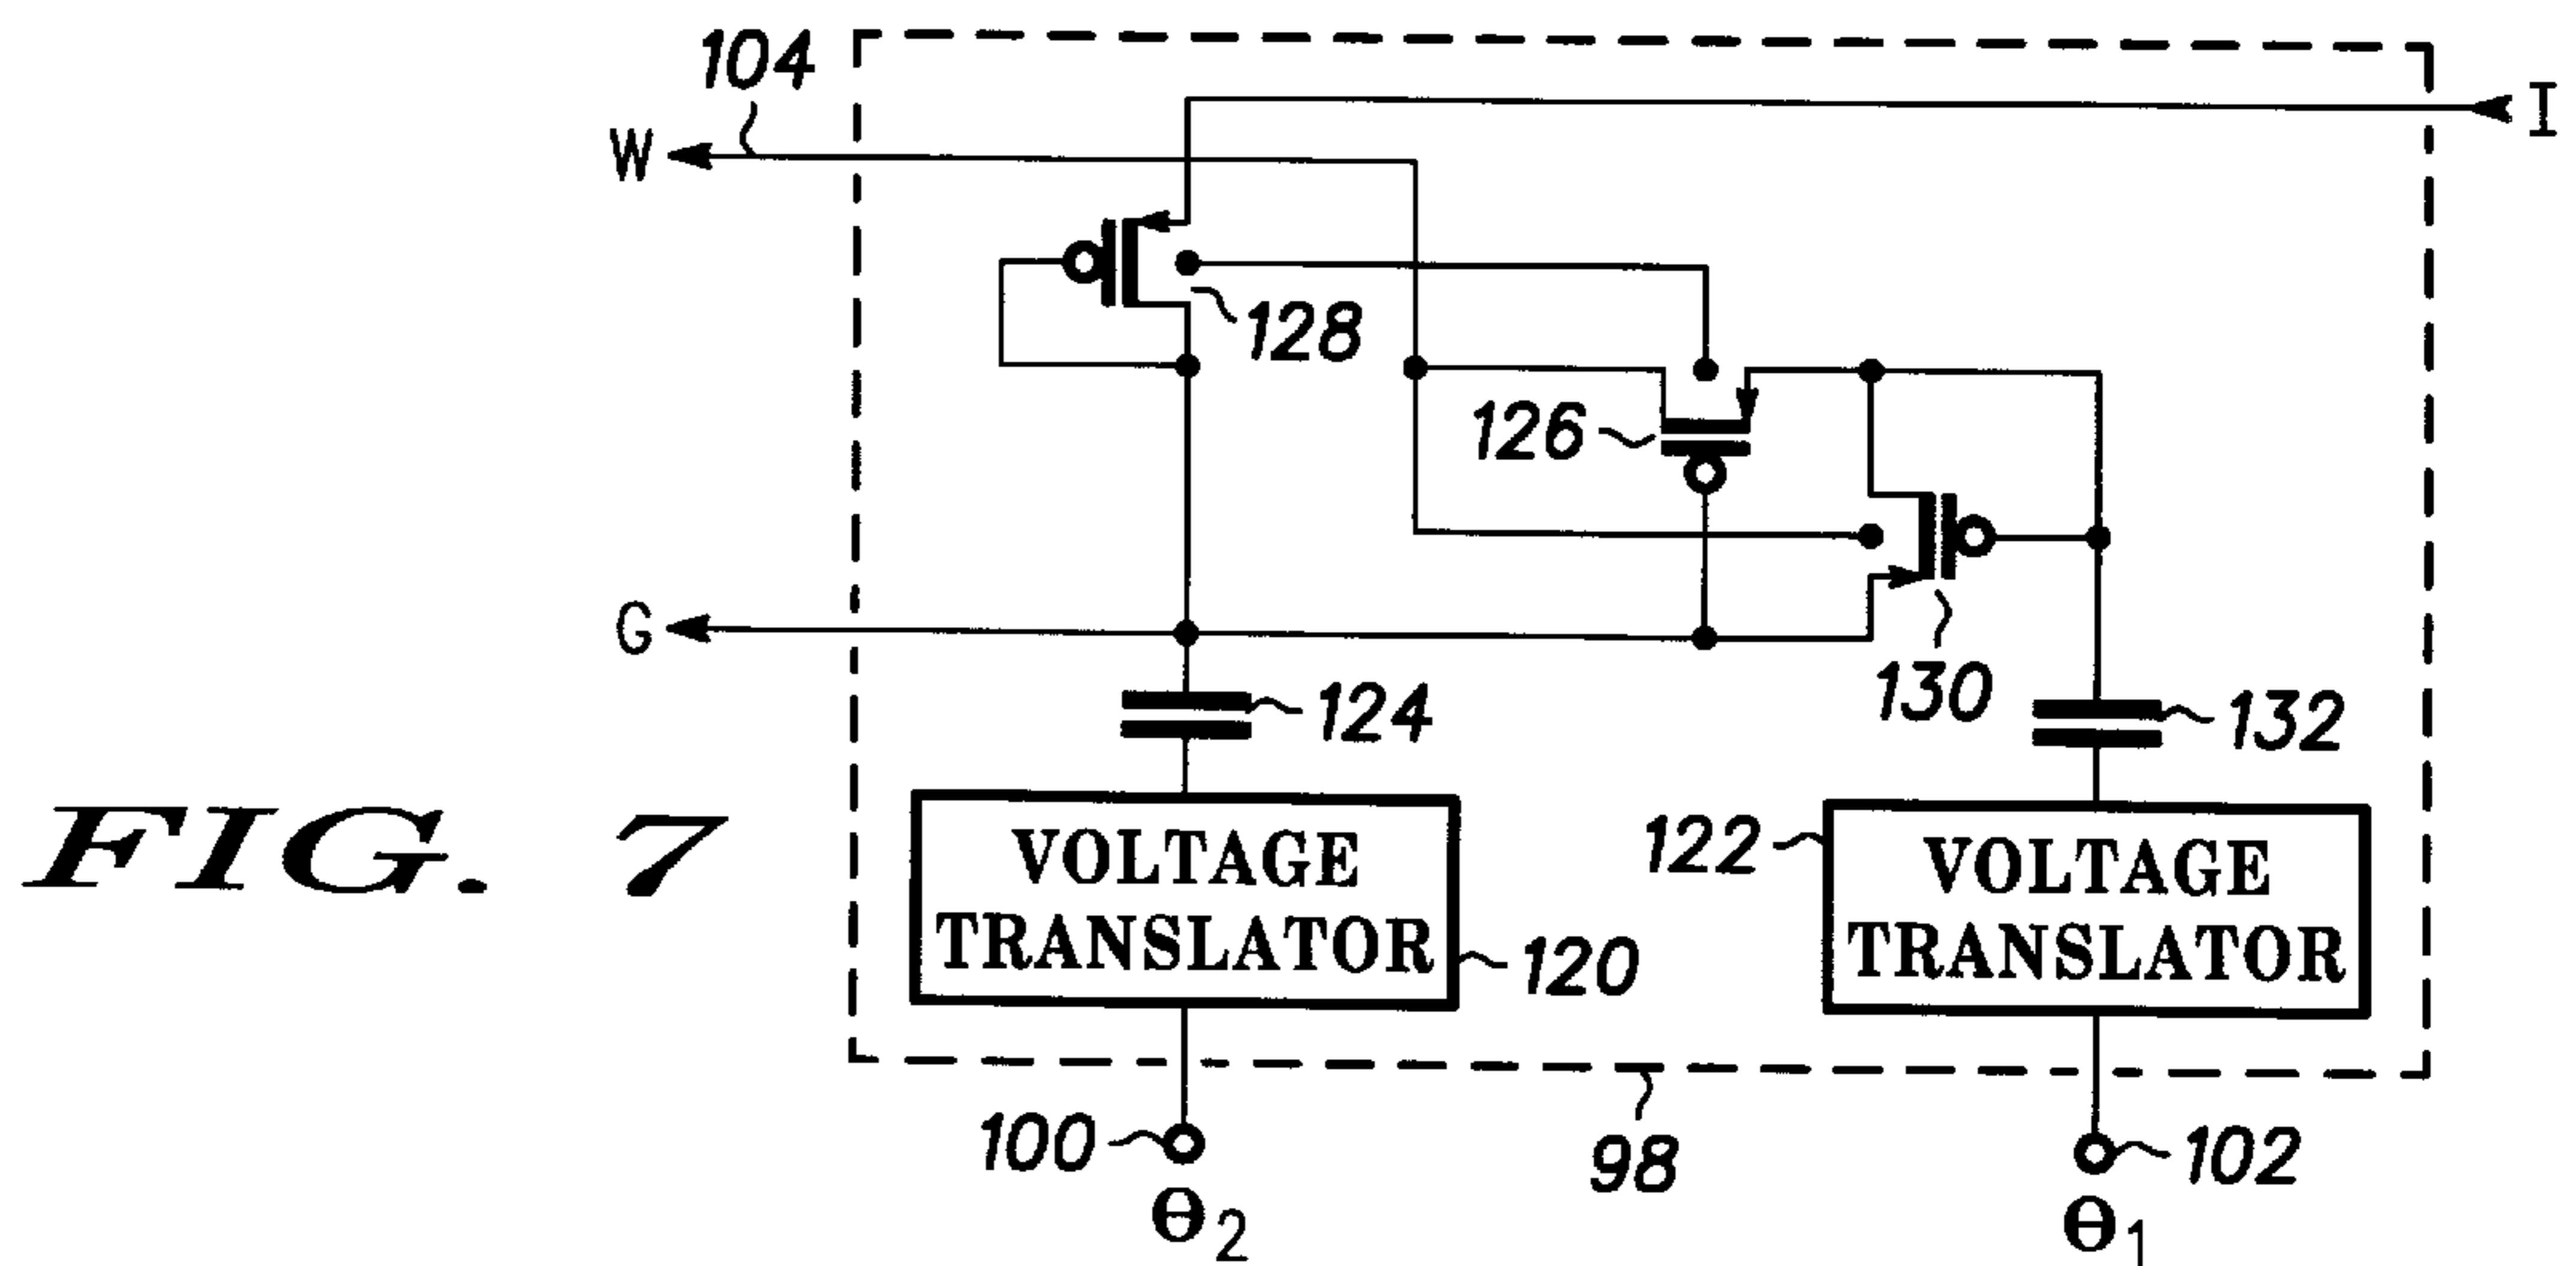 104
I
W
128
126
G
130
124
132
FIG. 7
122
VOLTAGE
TRANSLATOR
VOLTAGE
TRANSLATOR
120
100
98
102
Θ2
Θ1